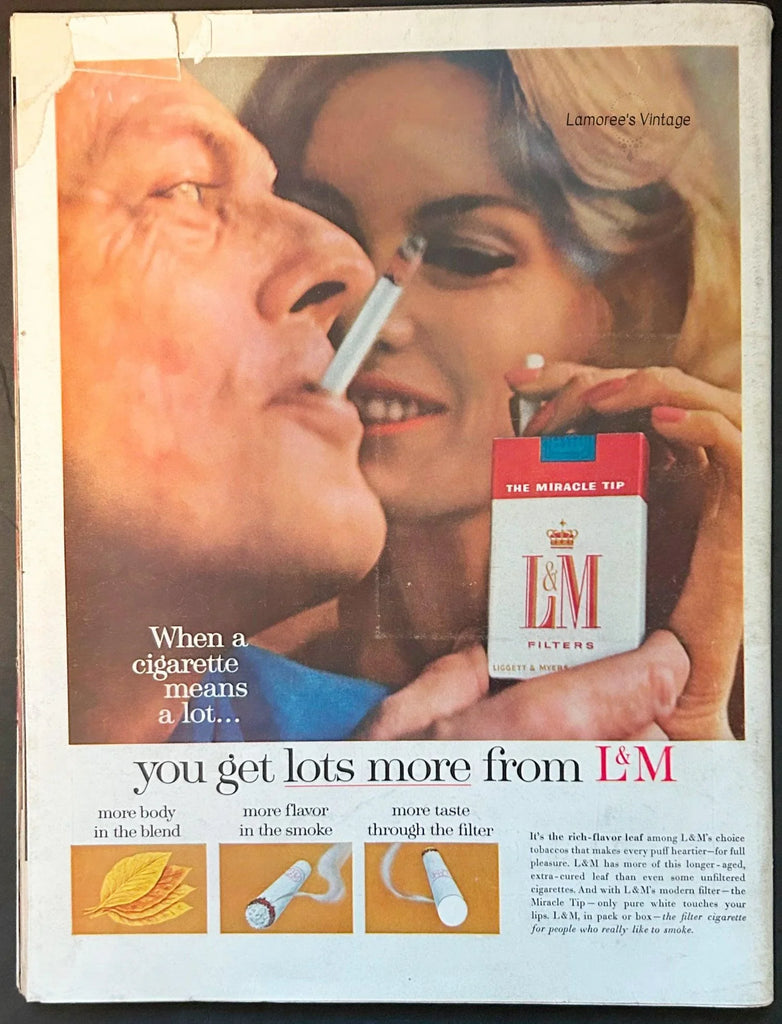 Lamoree's Vintage
THE MIRACLE TIP
L&M
FILTERS
LIGGETT & MYERS
When a
cigarette
means
a lot...
you get lots more from L&M
more body
in the blend
more flavor
in the smoke
more taste
through the filter
It's the rich-flavor leaf among L&M's choice
tobaccos that makes every puff heartier—for full
pleasure. L&M has more of this longer-aged,
extra-cured leaf than even some unfiltered
cigarettes. And with L&M's modern filter—the
Miracle Tip—only pure white touches your
lips. L&M, in pack or box—the filter cigarette
for people who really like to smoke.